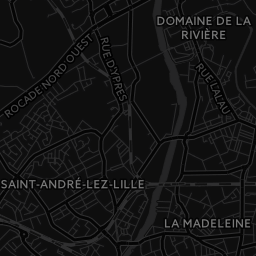 DOMAINE DE LA
RIVIÈRE
ROCADE NORD OUEST
RUE D'YPRES
RUE LALAU
SAINT-ANDRÉ-LEZ-LILLE
LA MADELEINE